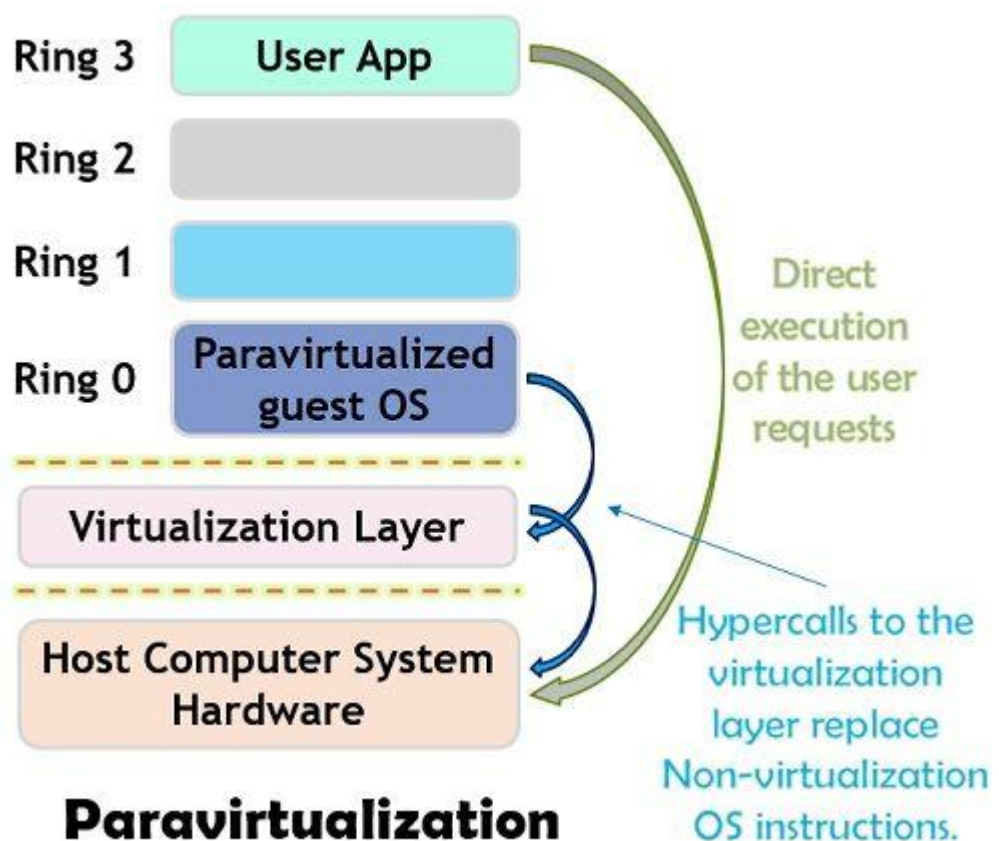 Ring 3
User App
Ring 2
Ring 1
Ring 0
Paravirtualized
guest OS
Direct
execution
of the user
requests
Virtualization Layer
Host Computer System
Hardware
Hypercalls to the
virtualization
layer replace
Non-virtualization
OS instructions.
Paravirtualization